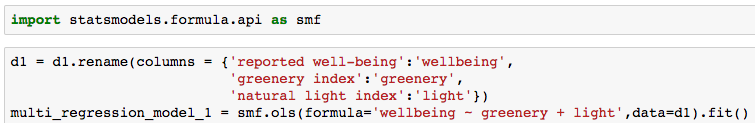 import statsmodels.formula.api as smf
d1 = d1.rename(columns = {'reported well-being':'wellbeing',
'greenery index':'greenery',
'natural light index':'light'})
multi_regression_model_1 = smf.ols(formula='wellbeing ~ greenery + light',data=d1).fit()